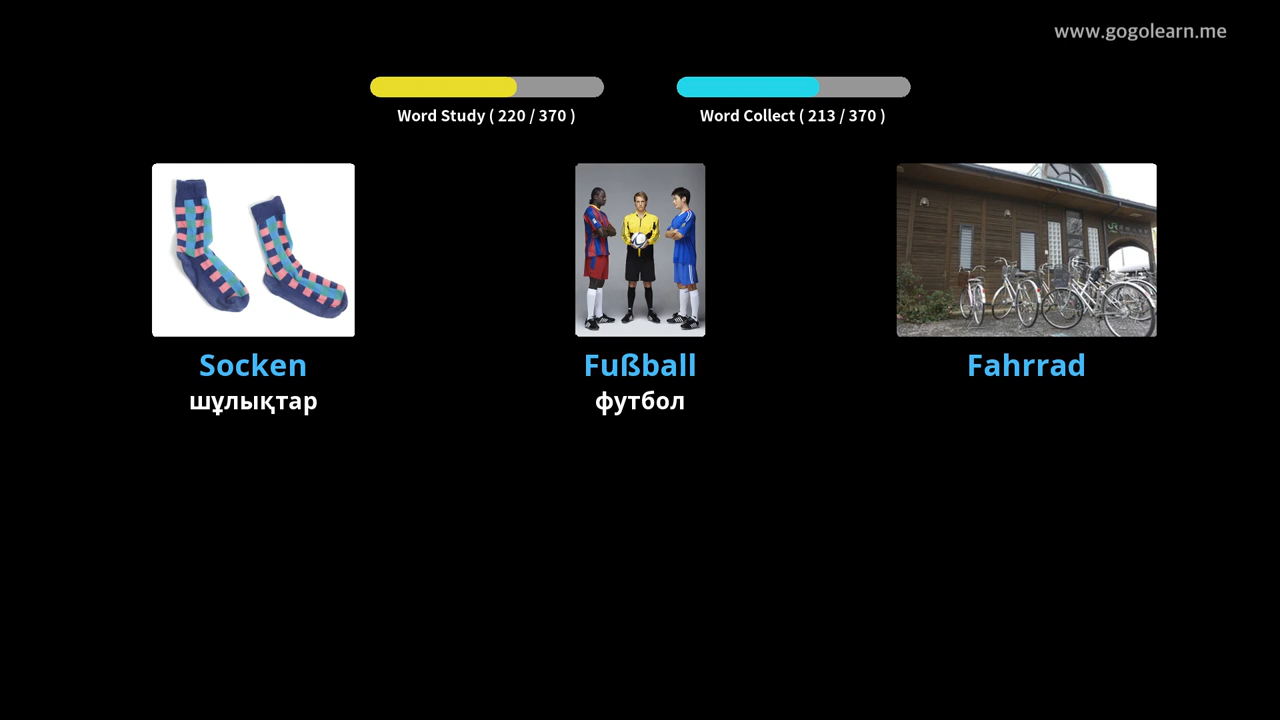 www.gogolearn.me
Word Study ( 220 / 370 )
Word Collect ( 213 / 370 )
Socken
шұлықтар
Fußball
футбол
Fahrrad